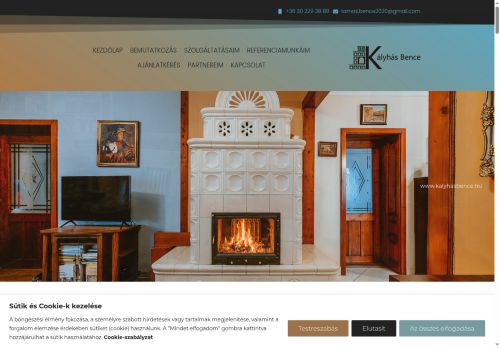 +36 30 229 38 89 tamas.bence2020@gmail.com
KEZDŐLAP BEMUTATKOZÁS SZOLGÁLTATÁSAIM REFERENCIAMUNKÁIM
AJÁNLATKÉRÉS PARTNEREIM KAPCSOLAT
Kályhás Bence
www.kalyhasbence.hu
Sütik és Cookie-k kezelése
A böngészési élmény fokozása, a személyre szabott hirdetések vagy tartalmak megjelenítése, valamint a
forgalom elemzése érdekében sütiket (cookie) használunk. A "Mindet elfogadom" gombra kattintva
hozzájárulhat a sütik használatához. Cookie-szabályzat
Testreszabás
Elutasít
Az összes elfogadása